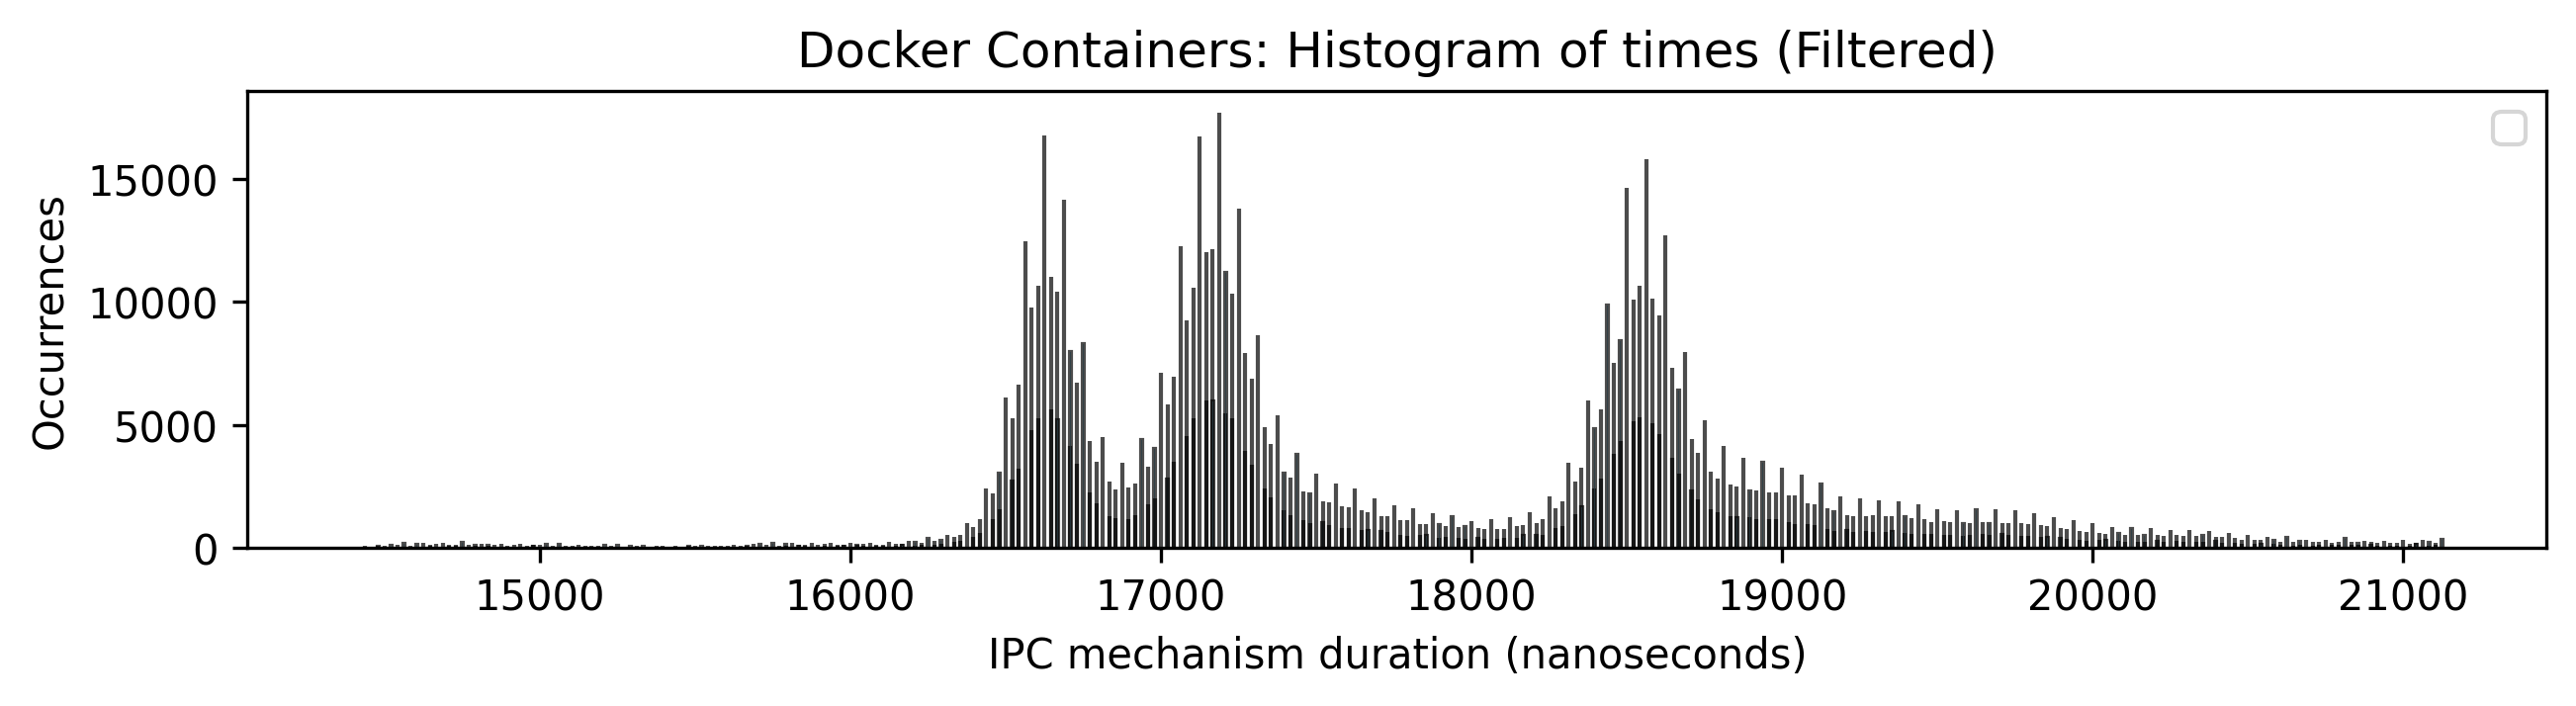 Docker Containers: Histogram of times (Filtered)
Occurrences
15000
10000
5000
0
15000 16000 17000 18000 19000 20000 21000
IPC mechanism duration (nanoseconds)